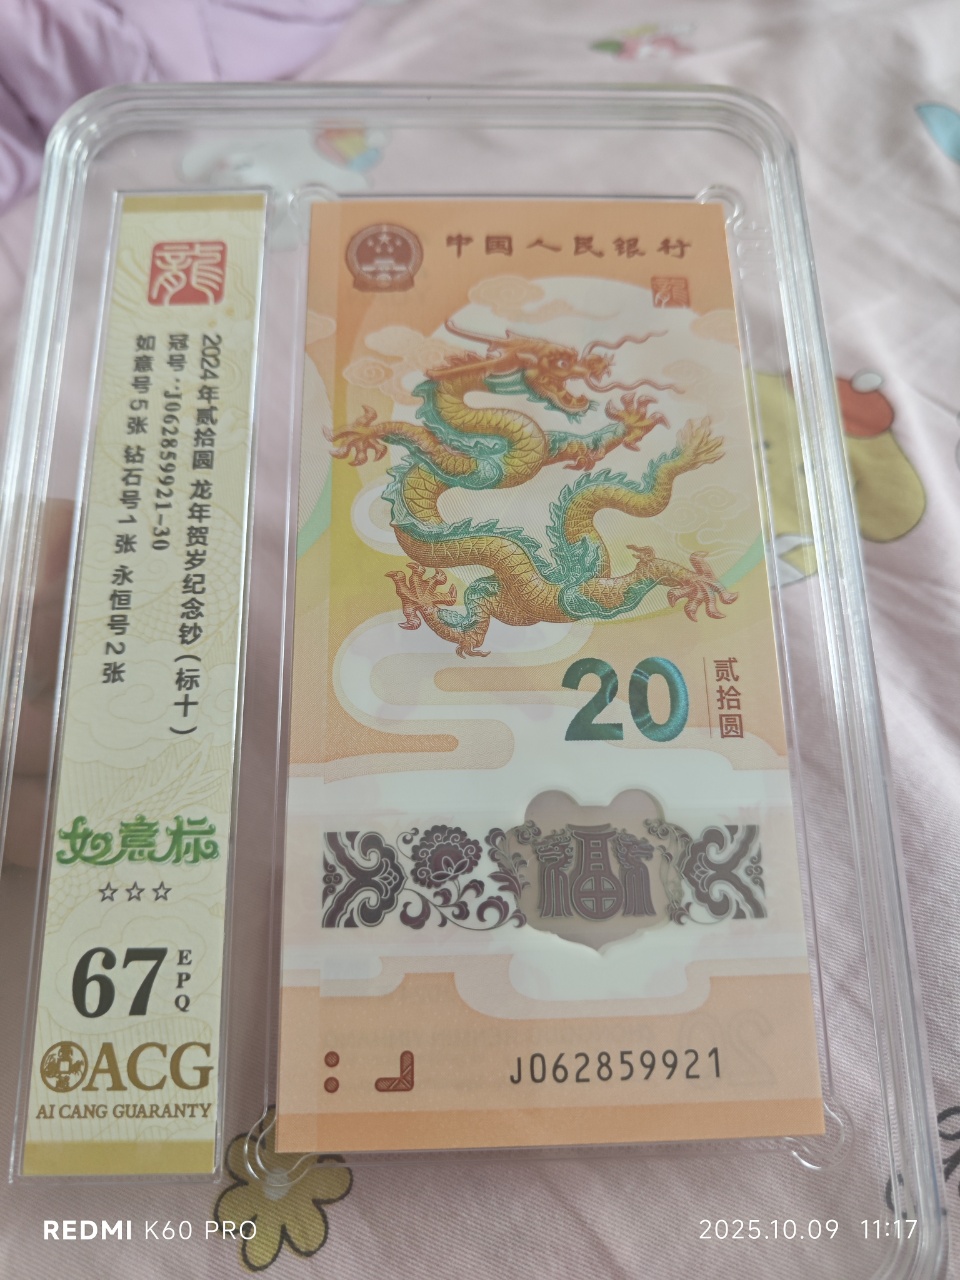 龍
2024年贰拾圆 龙年贺岁纪念钞(标十)
冠号:J062859921-30
如意号5张 钻石号1张 永恒号2张
如意标
☆☆☆
67 EPQ
ACG
AI CANG GUARANTY
中国人民银行
龍
20 贰拾圆
福
J062859921
REDMI K60 PRO
2025.10.09 11:17